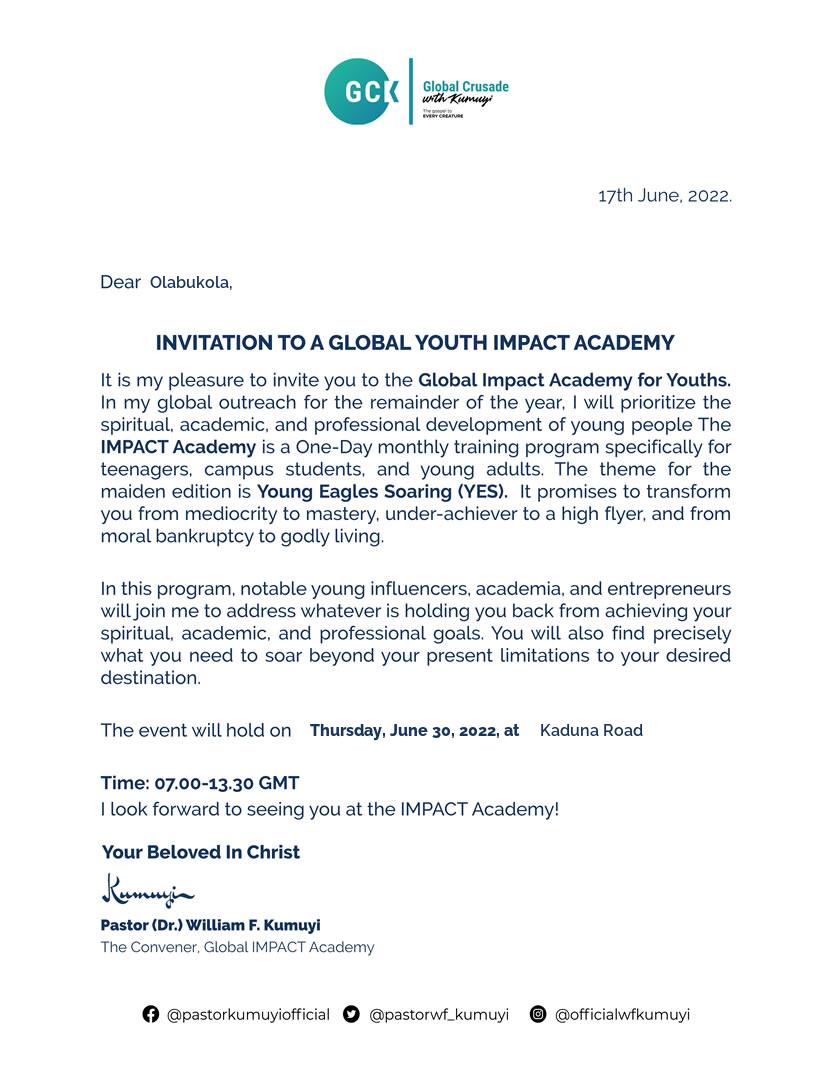 GCK
Global Crusade
with Kumuyi
The gospel to
EVERY CREATURE
17th June, 2022.
Dear Olabukola,
INVITATION TO A GLOBAL YOUTH IMPACT ACADEMY
It is my pleasure to invite you to the Global Impact Academy for Youths.
In my global outreach for the remainder of the year, I will prioritize the
spiritual, academic, and professional development of young people The
IMPACT Academy is a One-Day monthly training program specifically for
teenagers, campus students, and young adults. The theme for the
maiden edition is Young Eagles Soaring (YES). It promises to transform
you from mediocrity to mastery, under-achiever to a high flyer, and from
moral bankruptcy to godly living.
In this program, notable young influencers, academia, and entrepreneurs
will join me to address whatever is holding you back from achieving your
spiritual, academic, and professional goals. You will also find precisely
what you need to soar beyond your present limitations to your desired
destination.
The event will hold on Thursday, June 30, 2022, at Kaduna Road
Time: 07.00-13.30 GMT
I look forward to seeing you at the IMPACT Academy!
Your Beloved In Christ
Kumuyi
Pastor (Dr.) William F. Kumuyi
The Convener, Global IMPACT Academy
@pastorkumuyiofficial @pastorwf_kumuyi @officialwfkumuyi